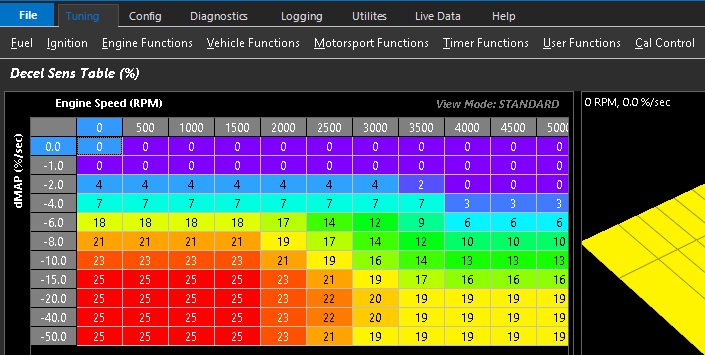 File Tuning Config Diagnostics Logging Utilites Live Data Help
Fuel Ignition Engine Functions Vehicle Functions Motorsport Functions Timer Functions User Functions Cal Control
Decel Sens Table (%)
Engine Speed (RPM) View Mode: STANDARD 0 RPM, 0.0 %/sec
dMAP (%/sec)
0 500 1000 1500 2000 2500 3000 3500 4000 4500 5000
0.0 0 0 0 0 0 0 0 0 0 0 0
-1.0 0 0 0 0 0 0 0 0 0 0 0
-2.0 4 4 4 4 4 4 4 2 0 0 0
-4.0 7 7 7 7 7 7 7 7 3 3 3
-6.0 18 18 18 18 17 14 12 9 6 6 6
-8.0 21 21 21 21 19 17 14 12 10 10 10
-10.0 23 23 23 23 21 19 16 14 13 13 13
-15.0 25 25 25 25 23 21 19 17 16 16 16
-20.0 25 25 25 25 23 22 20 19 19 19 19
-40.0 25 25 25 25 23 22 20 19 19 19 19
-50.0 25 25 25 25 23 21 19 19 19 19 19